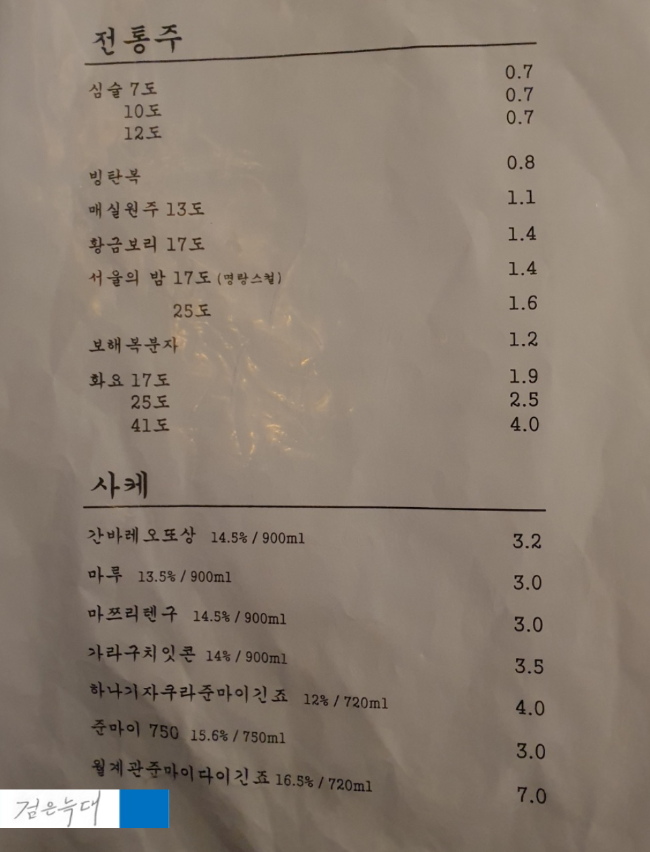 전통주
심술 7도 0.7
10도 0.7
12도 0.7
빙탄복 0.8
매실원주 13도 1.1
황금보리 17도 1.4
서울의 밤 17도 (명랑스컬) 1.4
25도 1.6
보해복분자 1.2
화요 17도 1.9
25도 2.5
41도 4.0
사케
간바레오또상 14.5% / 900ml 3.2
마루 13.5% / 900ml 3.0
마쯔리텐구 14.5% / 900ml 3.0
가라구치잇콘 14% / 900ml 3.5
하나기자쿠라준마이긴죠 12% / 720ml 4.0
준마이 750 15.6% / 750ml 3.0
월계관준마이다이긴죠 16.5% / 720ml 7.0
검은늑대